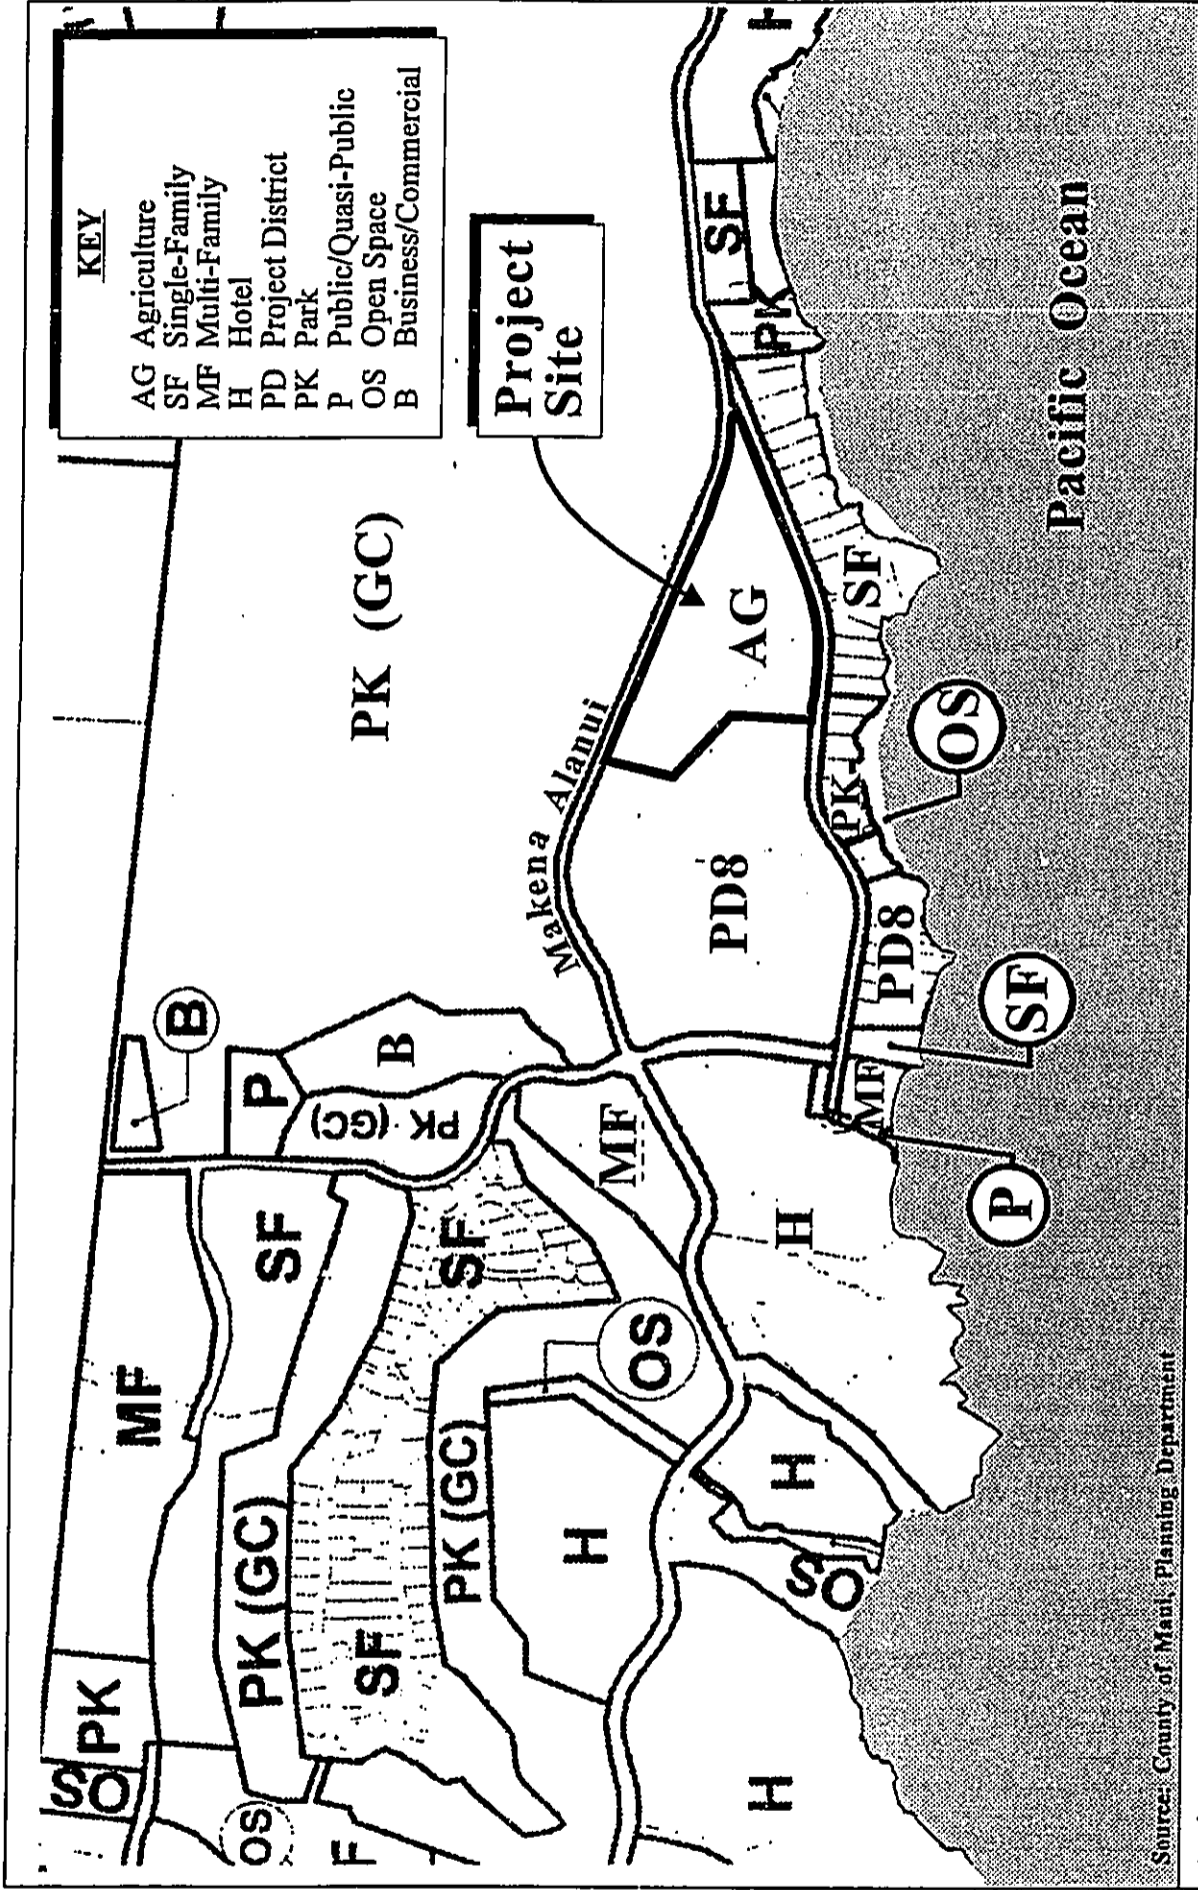 OS
PK
MF
B
KEY
AG Agriculture
SF Single-Family
MF Multi-Family
H Hotel
PD Project District
PK Park
P Public/Quasi-Public
OS Open Space
B Business/Commercial
OS
PK (GC)
SF
P
F
SF
PK (GC)
B
PK (GC)
PK (GC)
SF
Project
Site
H
OS
MF
Makena Alanui
H
H
H
PD8
AG
SF
H
OS
MF
PK
PK
SF
PD8
OS
P
SF
Pacific Ocean
Source: County of Maui, Planning Department